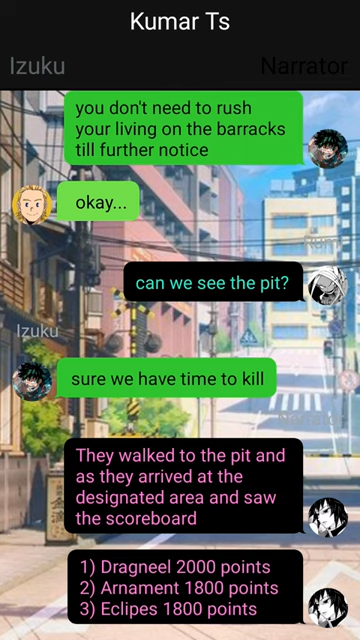 Kumar Ts
Izuku
Narrator
you don't need to rush
your living on the barracks
till further notice
okay...
can we see the pit?
Izuku
sure we have time to kill
Narrator
They walked to the pit and
as they arrived at the
designated area and saw
the scoreboard
1) Dragneel 2000 points
2) Arnament 1800 points
3) Eclipes 1800 points